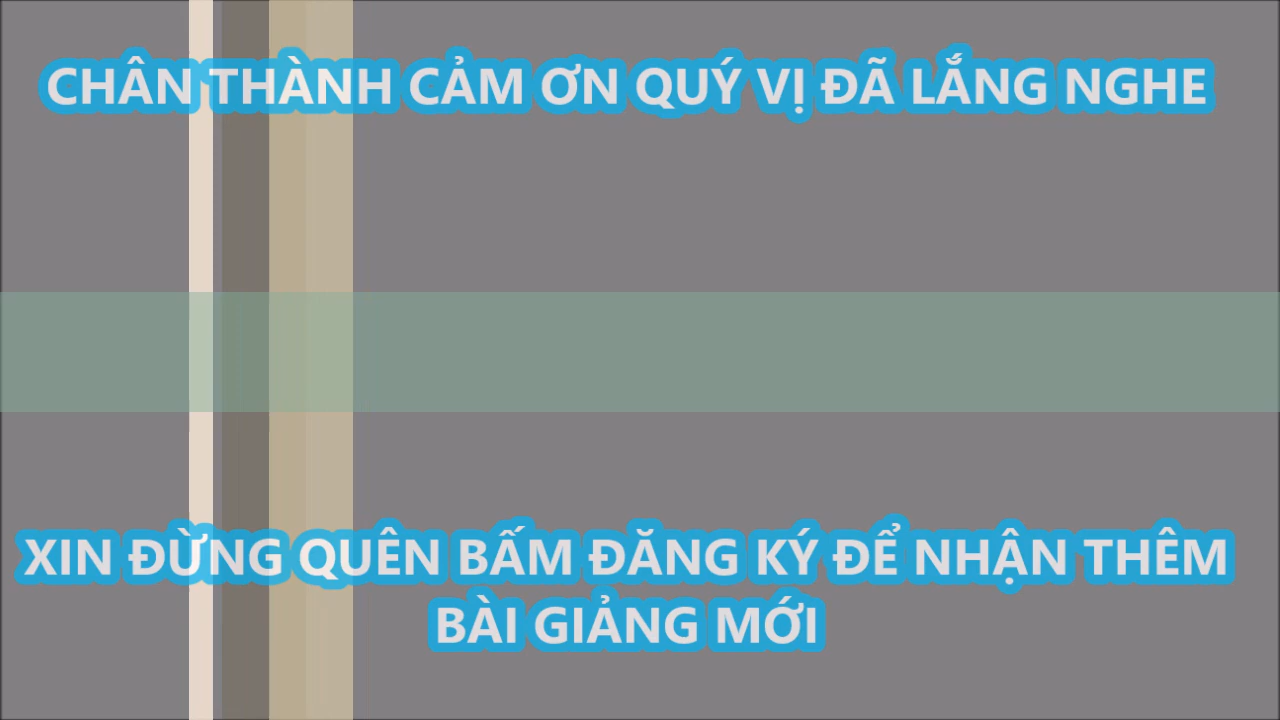 CHÂN THÀNH CẢM ƠN QUÝ VỊ ĐÃ LẮNG NGHE
XIN ĐỪNG QUÊN BẤM ĐĂNG KÝ ĐỂ NHẬN THÊM
BÀI GIẢNG MỚI